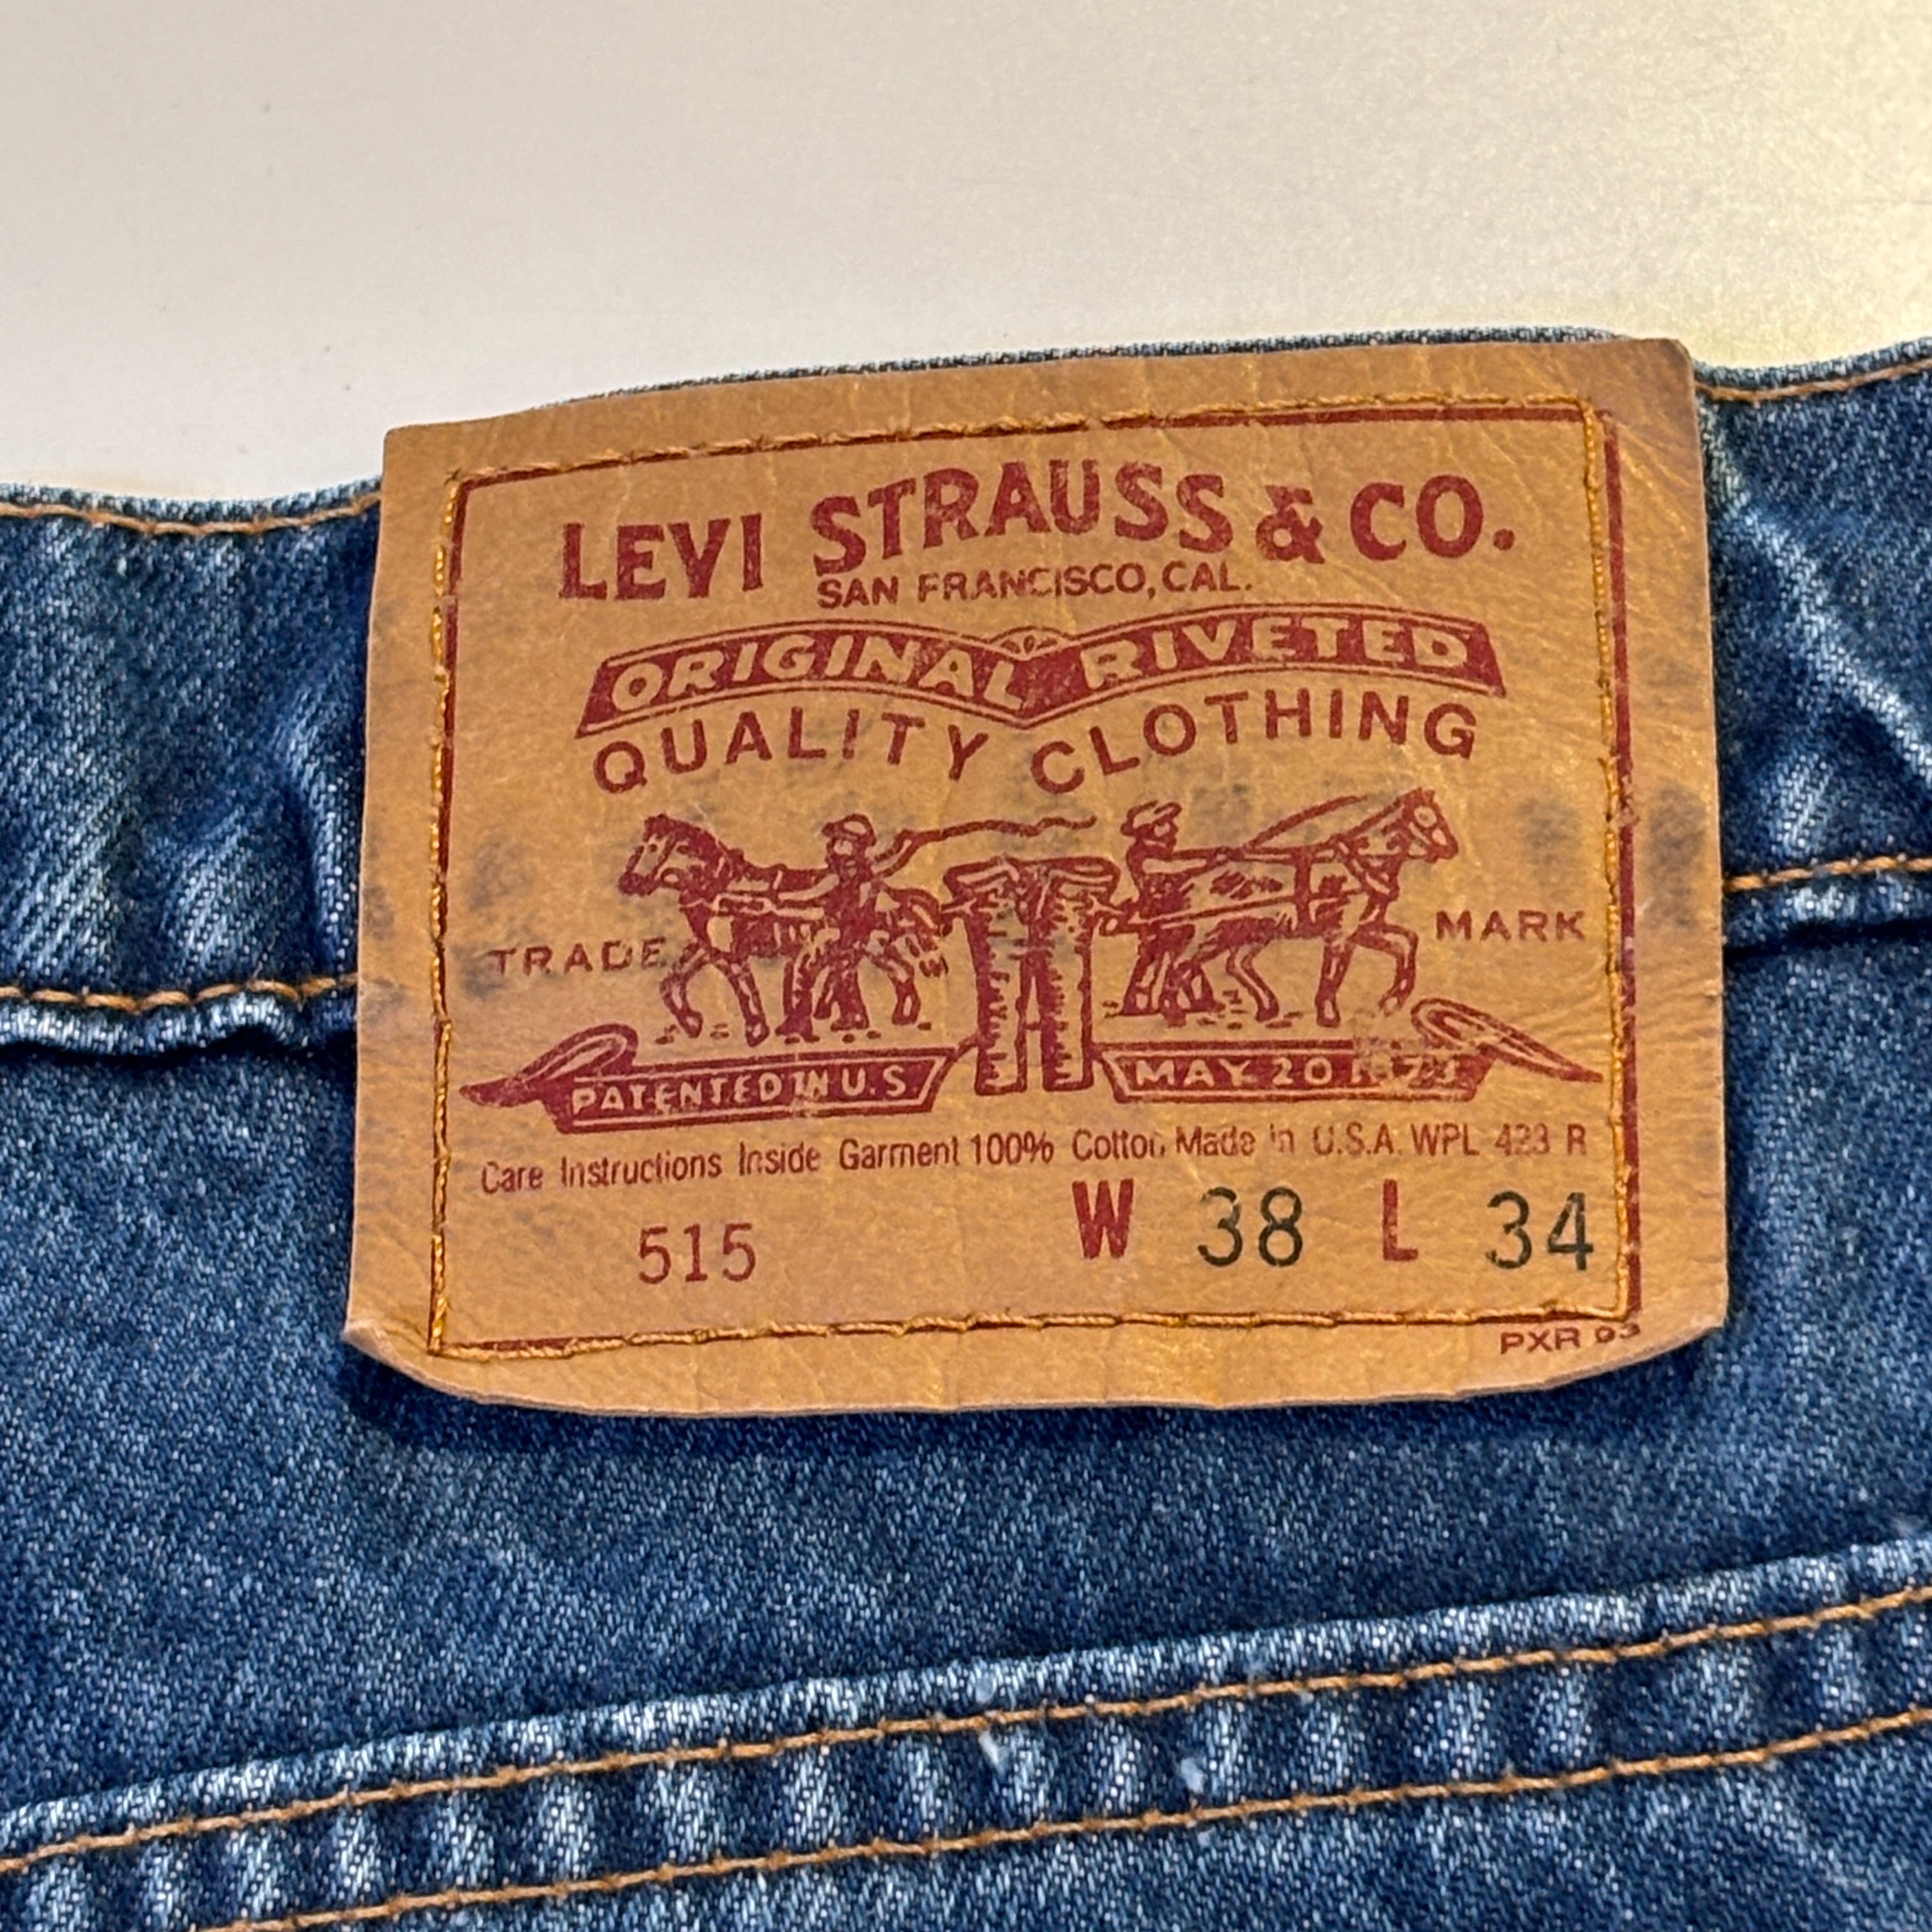 LEVI STRAUSS & CO.
SAN FRANCISCO, CAL.
ORIGINAL RIVETED
QUALITY CLOTHING
TRADE MARK
PATENTED IN U.S MAY 20 1873
Care Instructions Inside Garment 100% Cotton Made in U.S.A. WPL 423 R
515 W 38 L 34
PXR 03